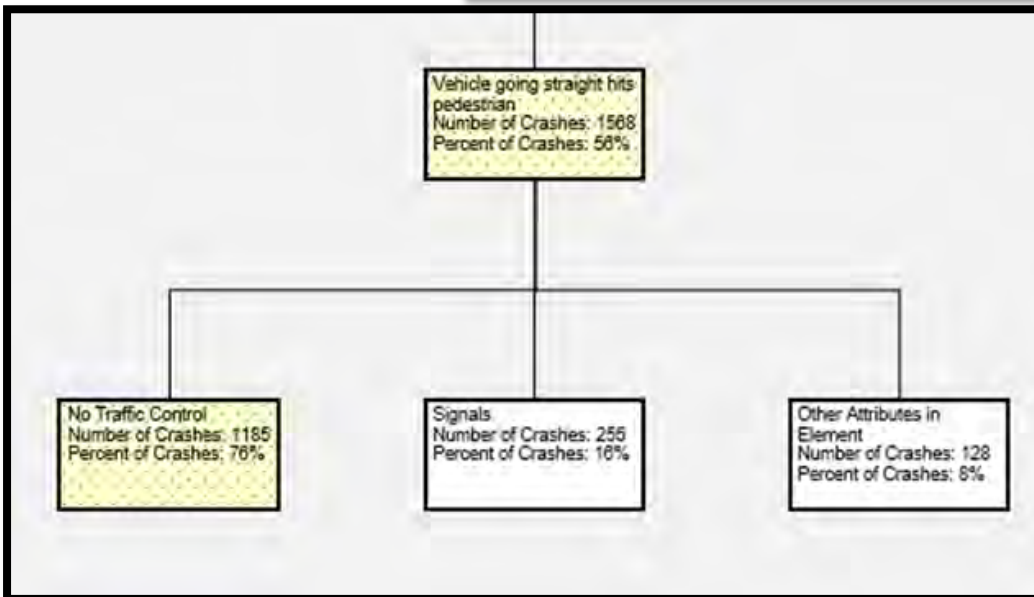 Vehicle going straight hits
pedestrian
Number of Crashes: 1568
Percent of Crashes: 56%
No Traffic Control
Number of Crashes: 1185
Percent of Crashes: 76%
Signals
Number of Crashes: 255
Percent of Crashes: 16%
Other Attributes in
Element
Number of Crashes: 128
Percent of Crashes: 8%